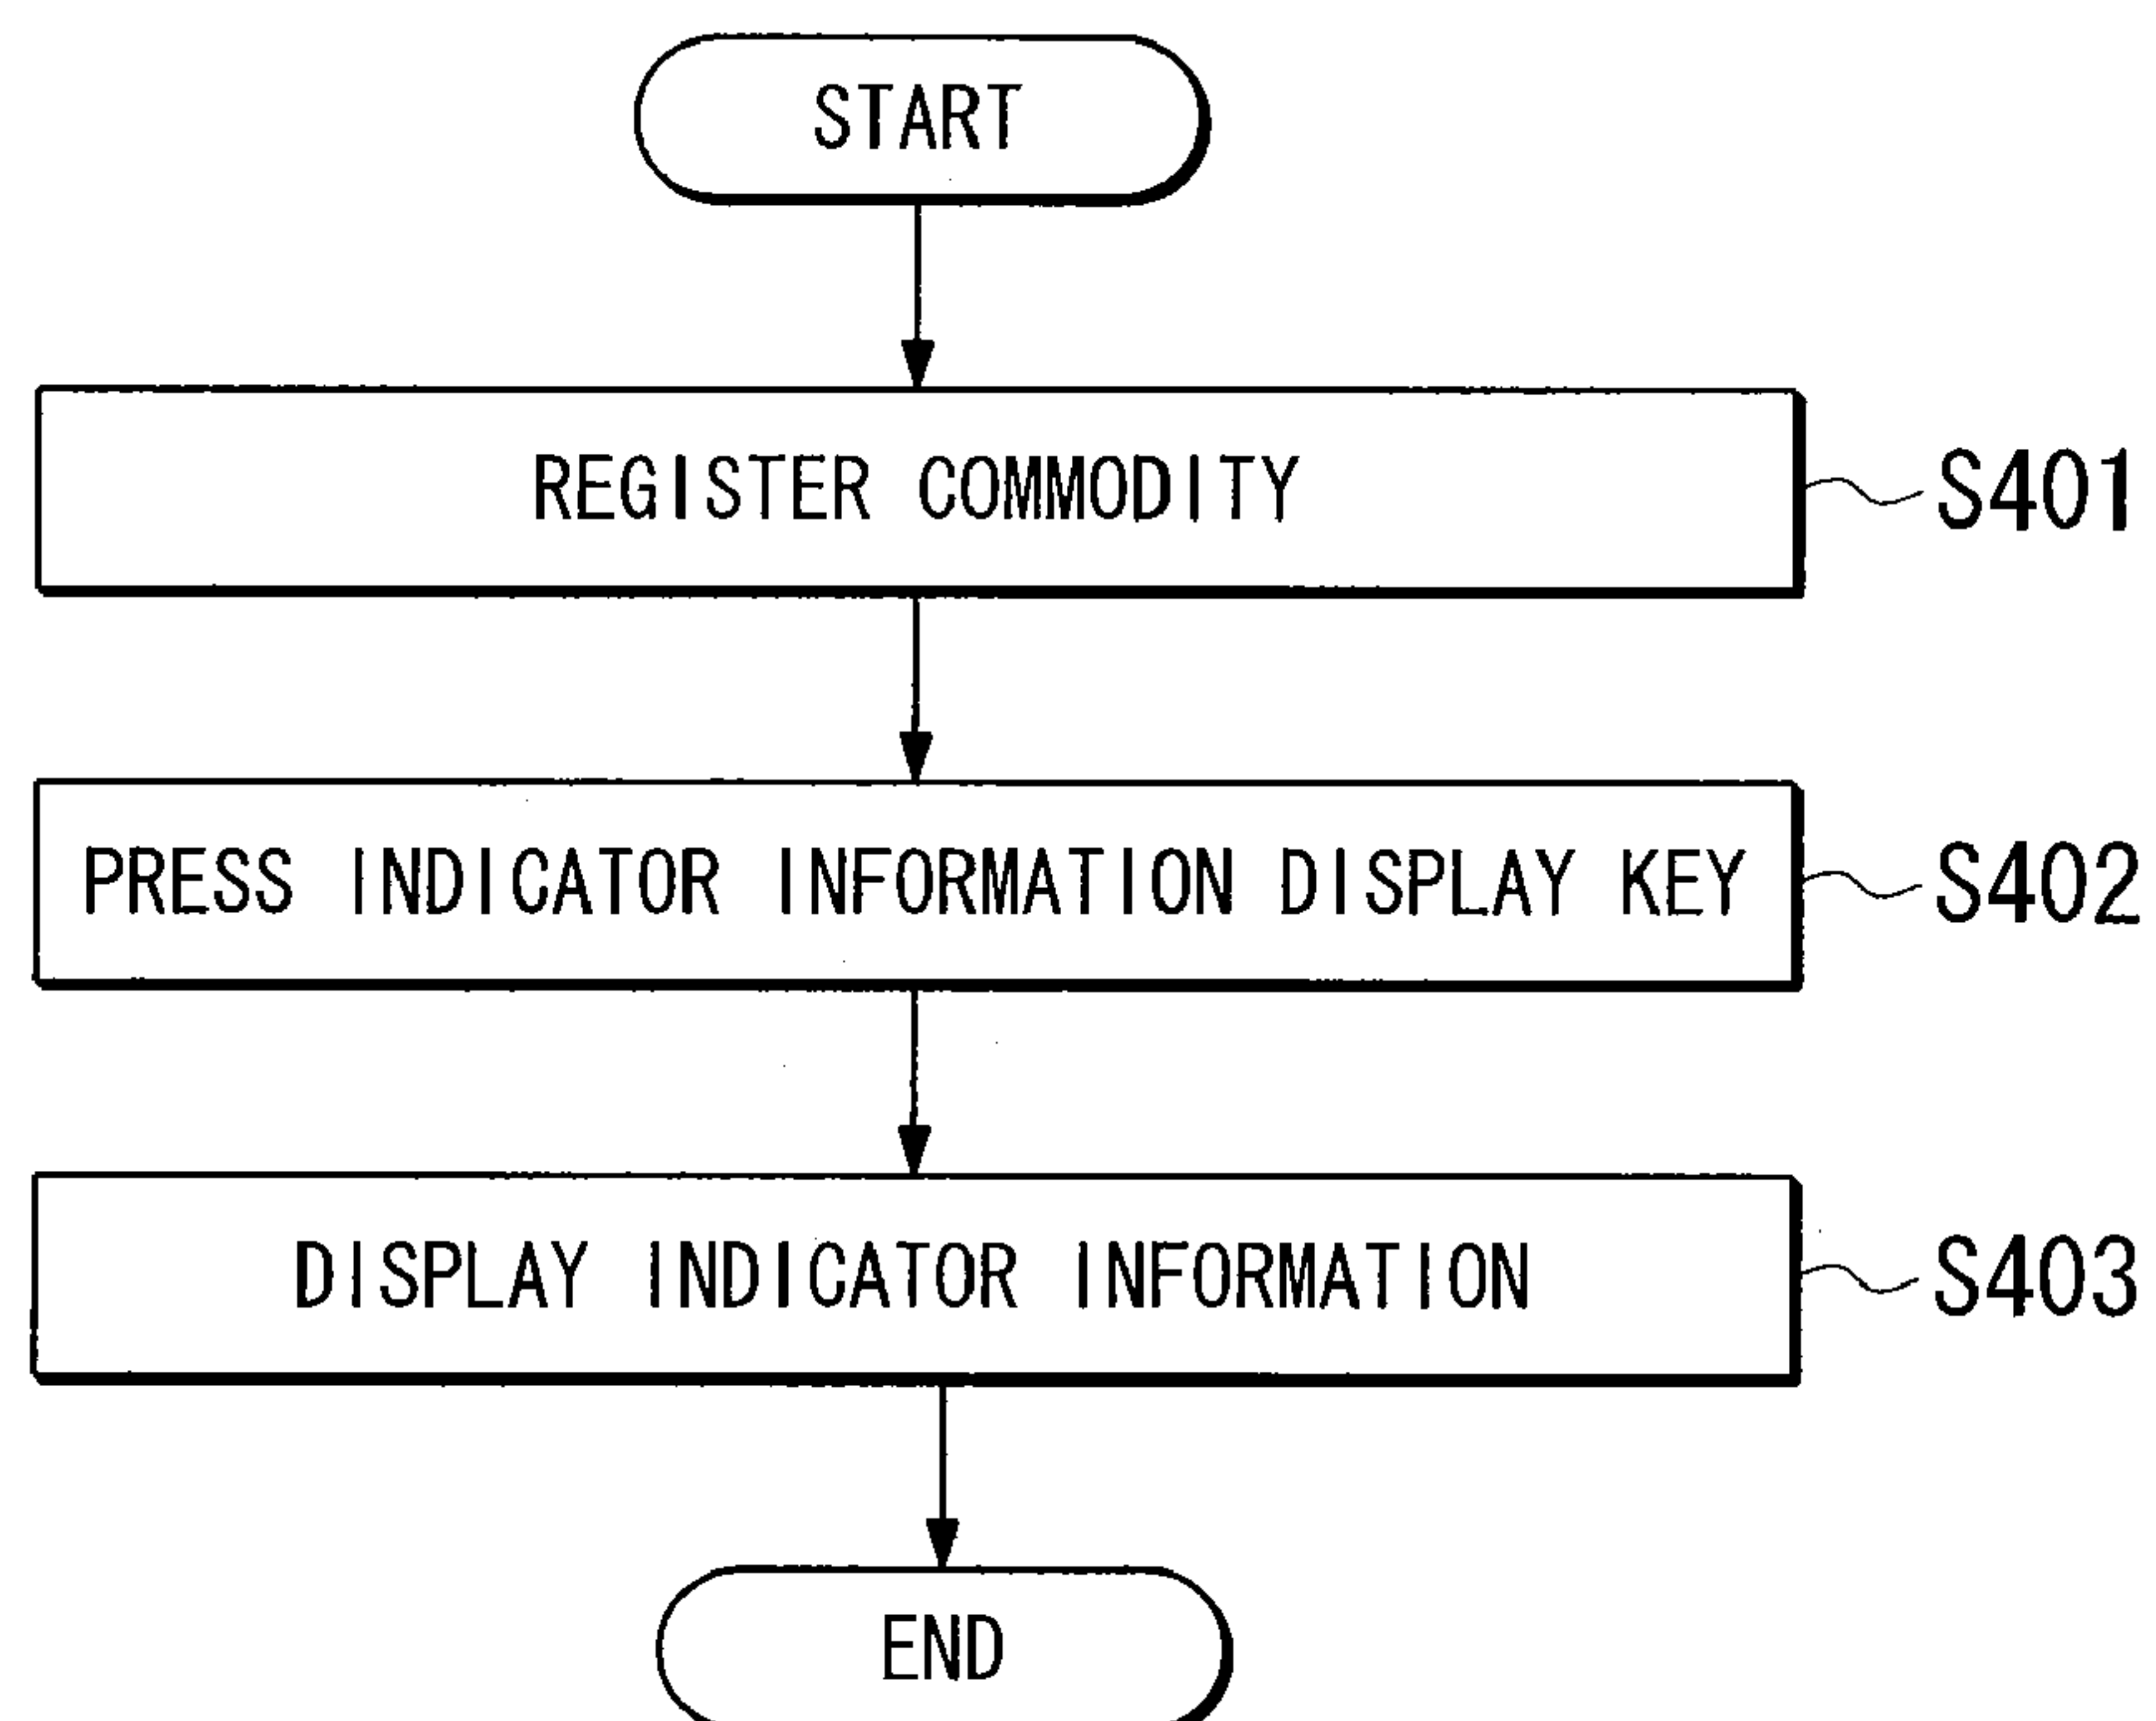 START
REGISTER COMMODITY
S401
PRESS INDICATOR INFORMATION DISPLAY KEY
S402
DISPLAY INDICATOR INFORMATION
S403
END